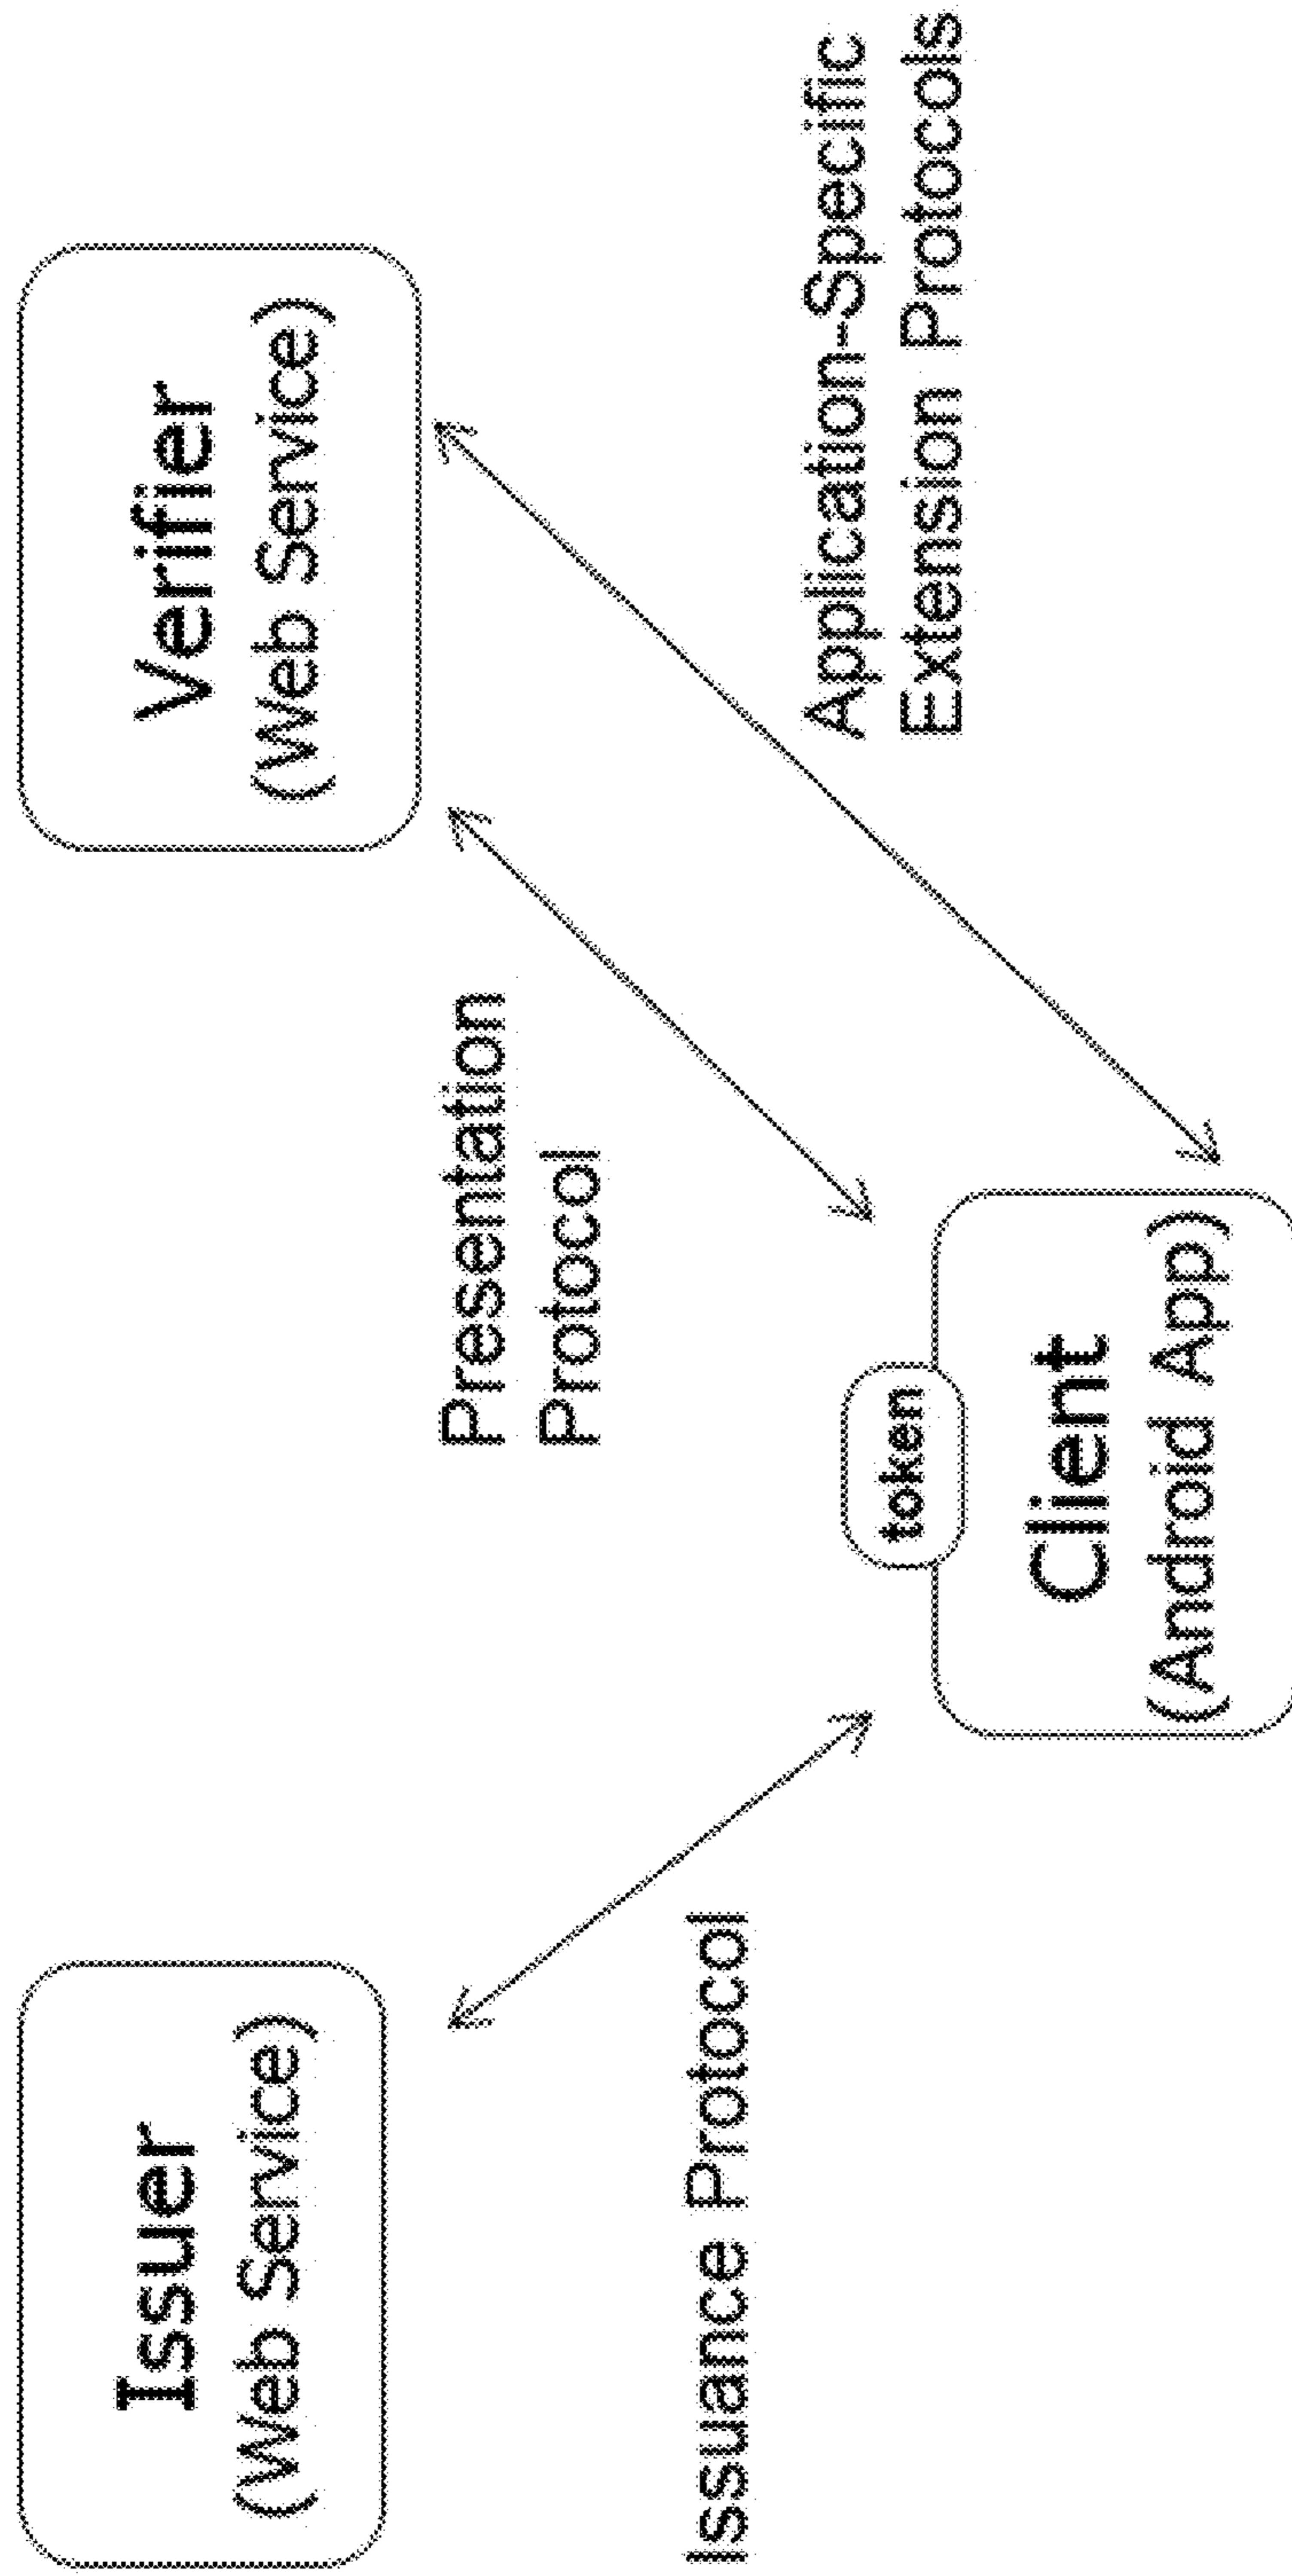 Issuer
(Web Service)
Verifier
(Web Service)
Issuance Protocol
Presentation
Protocol
Application-Specific
Extension Protocols
token
Client
(Android App)